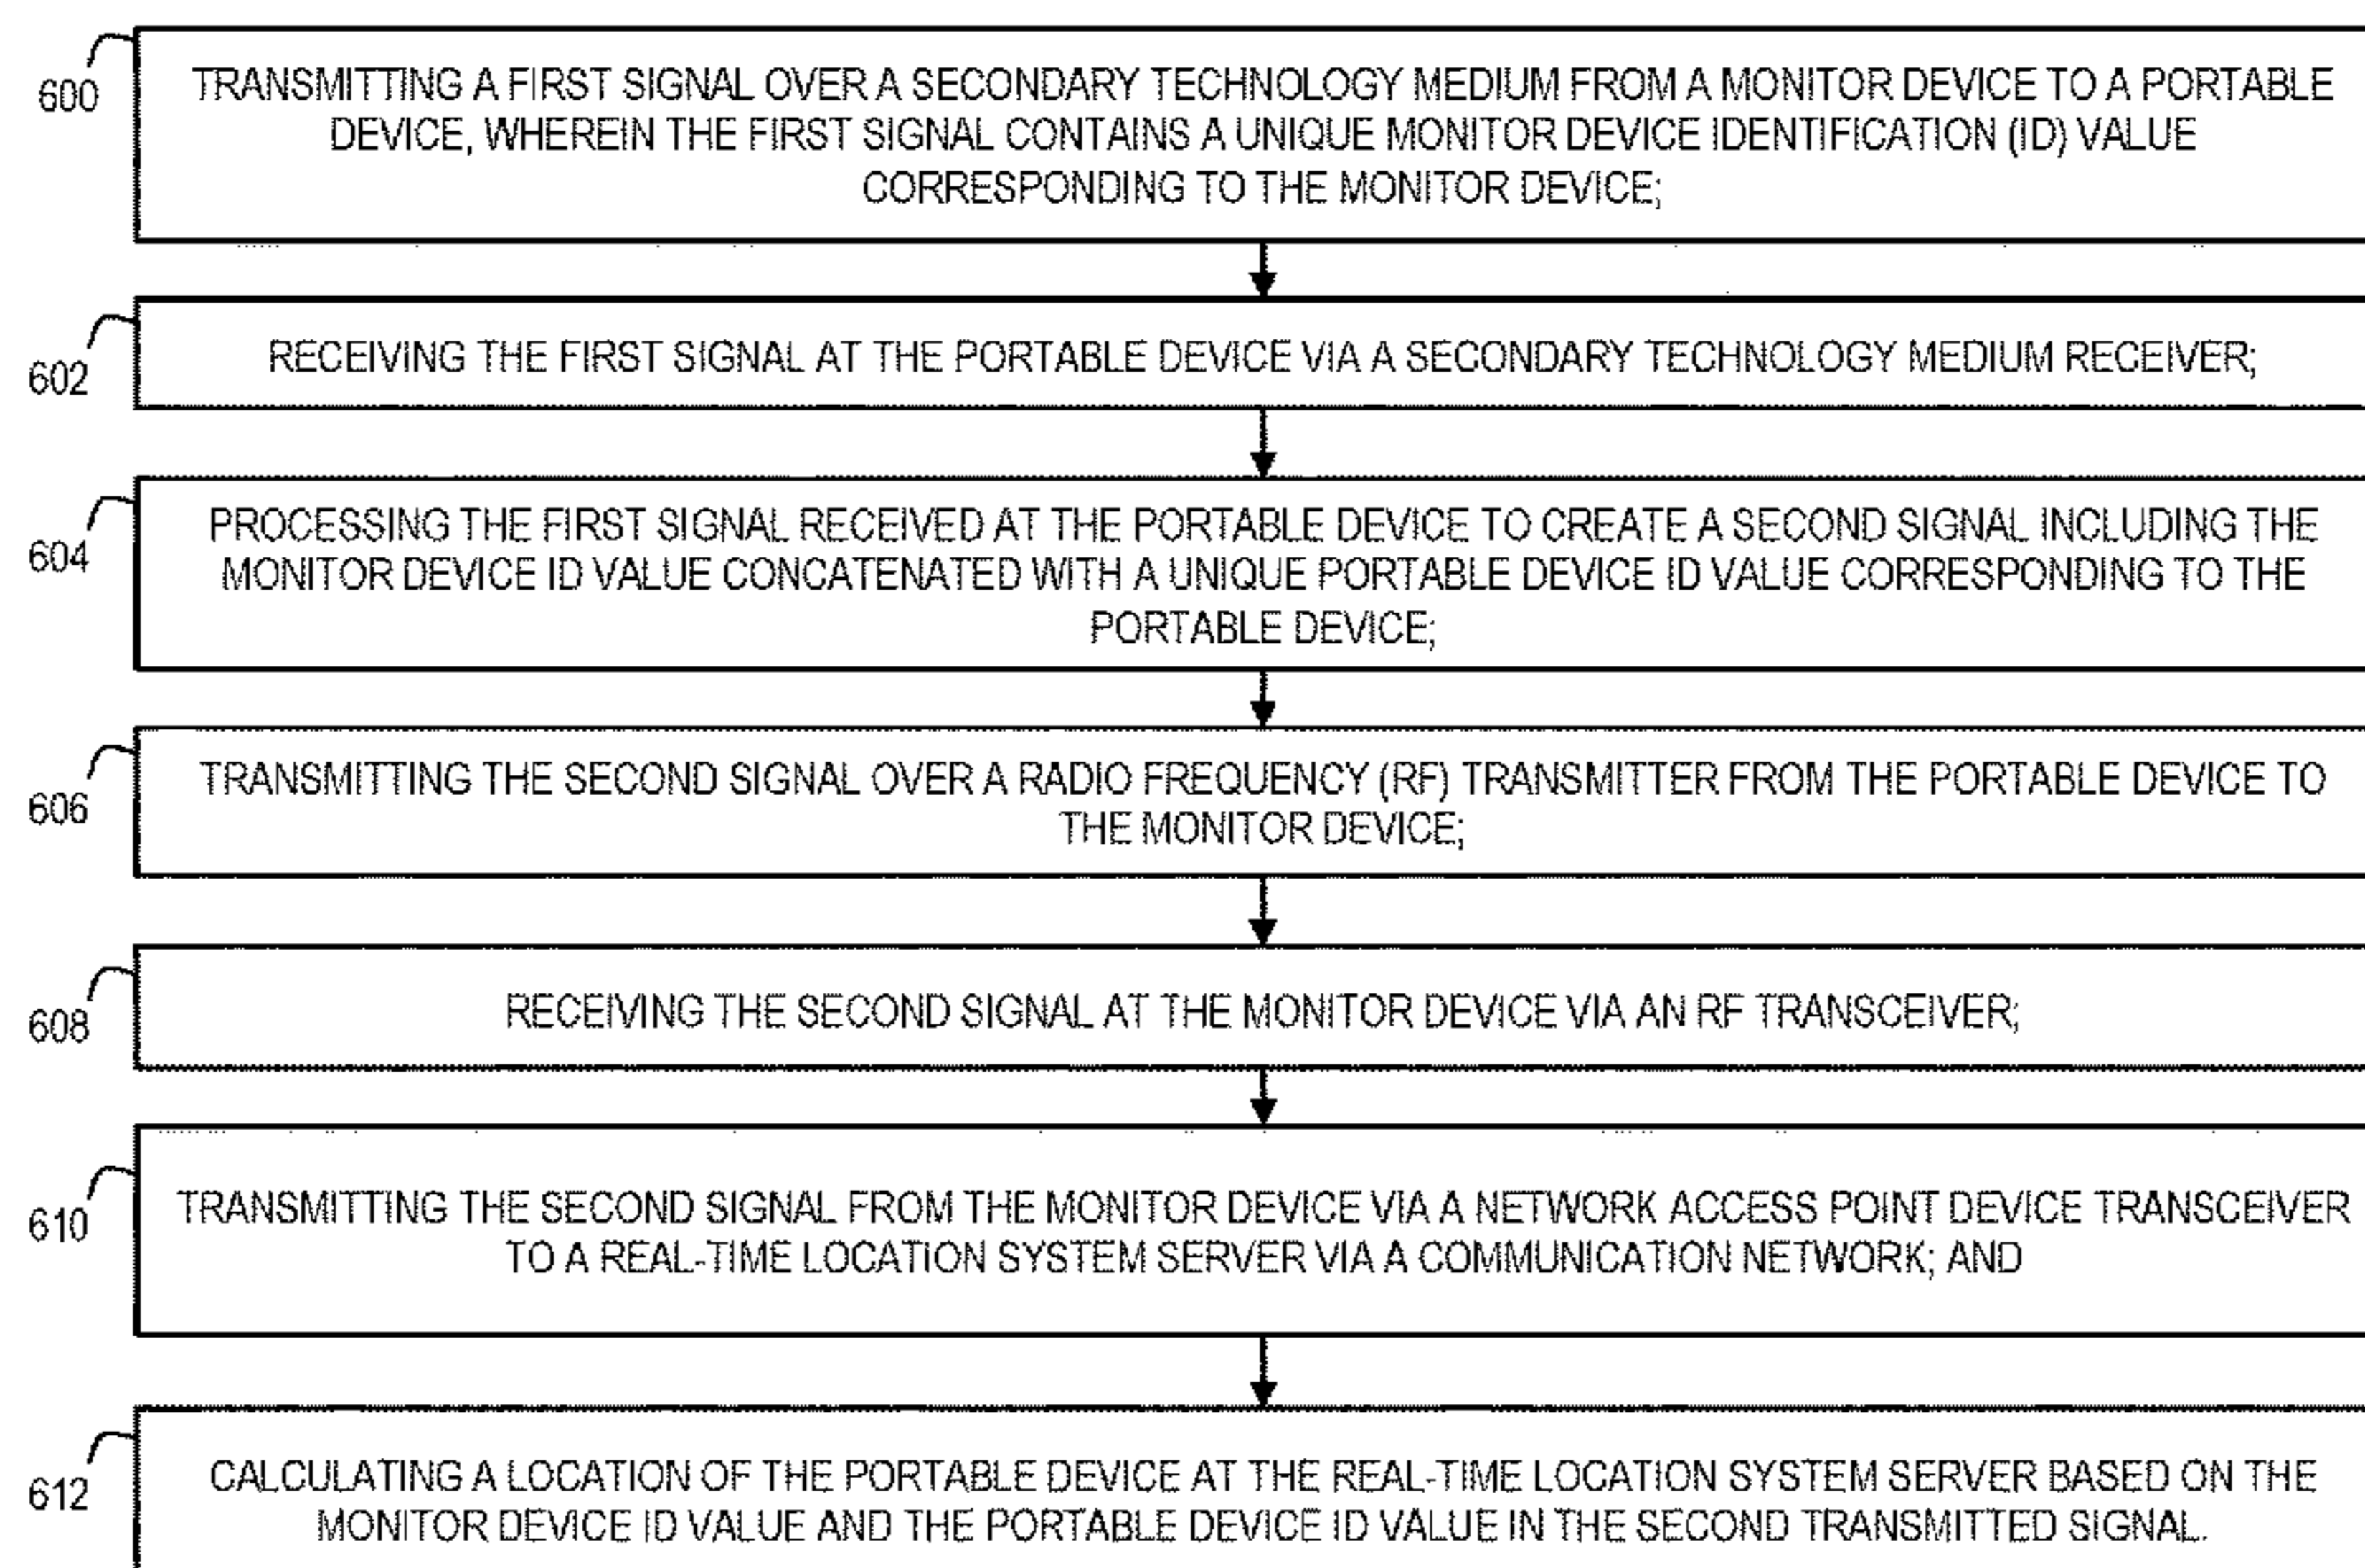 600
TRANSMITTING A FIRST SIGNAL OVER A SECONDARY TECHNOLOGY MEDIUM FROM A MONITOR DEVICE TO A PORTABLE
DEVICE, WHEREIN THE FIRST SIGNAL CONTAINS A UNIQUE MONITOR DEVICE IDENTIFICATION (ID) VALUE
CORRESPONDING TO THE MONITOR DEVICE;
602
RECEIVING THE FIRST SIGNAL AT THE PORTABLE DEVICE VIA A SECONDARY TECHNOLOGY MEDIUM RECEIVER;
604
PROCESSING THE FIRST SIGNAL RECEIVED AT THE PORTABLE DEVICE TO CREATE A SECOND SIGNAL INCLUDING THE
MONITOR DEVICE ID VALUE CONCATENATED WITH A UNIQUE PORTABLE DEVICE ID VALUE CORRESPONDING TO THE
PORTABLE DEVICE;
606
TRANSMITTING THE SECOND SIGNAL OVER A RADIO FREQUENCY (RF) TRANSMITTER FROM THE PORTABLE DEVICE TO
THE MONITOR DEVICE;
608
RECEIVING THE SECOND SIGNAL AT THE MONITOR DEVICE VIA AN RF TRANSCEIVER;
610
TRANSMITTING THE SECOND SIGNAL FROM THE MONITOR DEVICE VIA A NETWORK ACCESS POINT DEVICE TRANSCEIVER
TO A REAL-TIME LOCATION SYSTEM SERVER VIA A COMMUNICATION NETWORK; AND
612
CALCULATING A LOCATION OF THE PORTABLE DEVICE AT THE REAL-TIME LOCATION SYSTEM SERVER BASED ON THE
MONITOR DEVICE ID VALUE AND THE PORTABLE DEVICE ID VALUE IN THE SECOND TRANSMITTED SIGNAL.